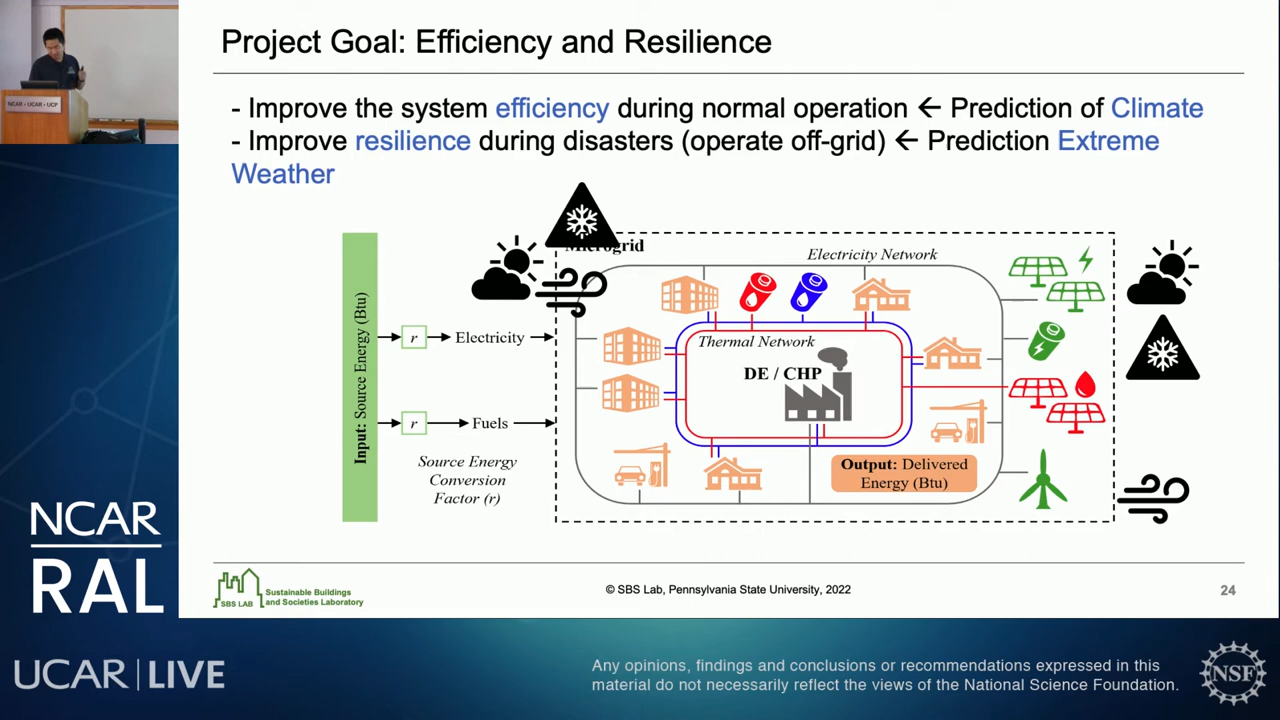 Project Goal: Efficiency and Resilience
NCAR • UCAR • UCP
- Improve the system efficiency during normal operation ← Prediction of Climate
- Improve resilience during disasters (operate off-grid) ← Prediction Extreme
Weather
Microgrid
Electricity Network
Input: Source Energy (Btu)
r
Electricity
Thermal Network
DE / CHP
r
Fuels
Source Energy
Conversion
Factor (r)
Output: Delivered
Energy (Btu)
NCAR
RAL
SBS LAB
Sustainable Buildings
and Societies Laboratory
© SBS Lab, Pennsylvania State University, 2022
24
UCAR | LIVE
Any opinions, findings and conclusions or recommendations expressed in this
material do not necessarily reflect the views of the National Science Foundation.
NSF